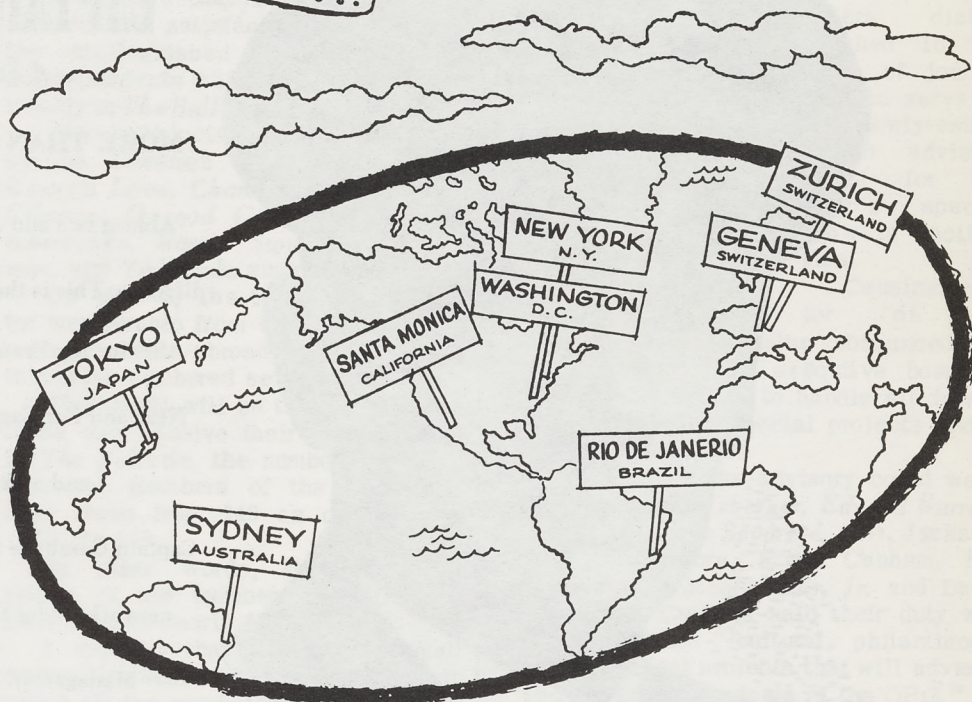 ZURICH
SWITZERLAND
NEW YORK
N.Y.
GENEVA
SWITZERLAND
WASHINGTON
D.C.
SANTA MONICA
CALIFORNIA
TOKYO
JAPAN
RIO DE JANERIO
BRAZIL
SYDNEY
AUSTRALIA